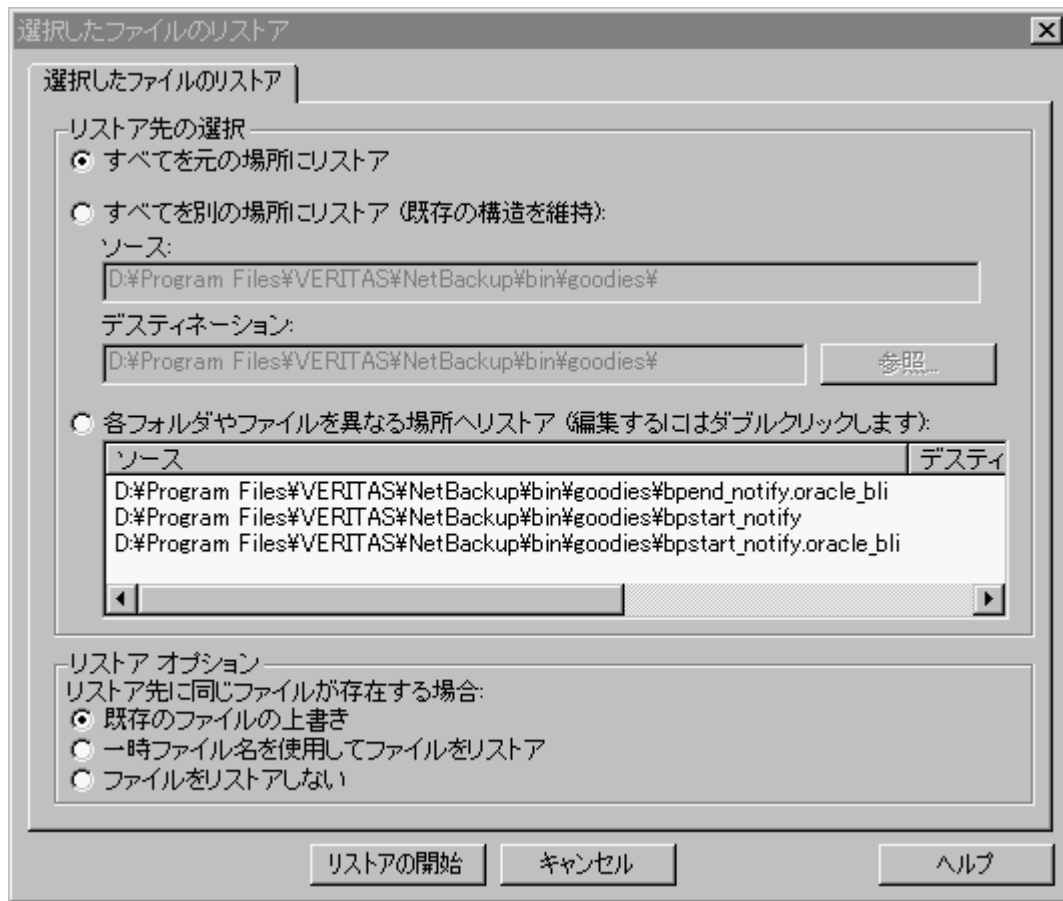 選択したファイルのリストア
選択したファイルのリストア
リストア先の選択
すべてを元の場所にリストア
すべてを別の場所にリストア (既存の構造を維持):
ソース:
D:¥Program Files¥VERITAS¥NetBackup¥bin¥goodies¥
デスティネーション:
D:¥Program Files¥VERITAS¥NetBackup¥bin¥goodies¥ 参照...
各フォルダやファイルを異なる場所へリストア (編集するにはダブルクリックします):
ソース デスティ
D:¥Program Files¥VERITAS¥NetBackup¥bin¥goodies¥bpend_notify.oracle_bli
D:¥Program Files¥VERITAS¥NetBackup¥bin¥goodies¥bpstart_notify
D:¥Program Files¥VERITAS¥NetBackup¥bin¥goodies¥bpstart_notify.oracle_bli
リストア オプション
リストア先に同じファイルが存在する場合:
既存のファイルの上書き
一時ファイル名を使用してファイルをリストア
ファイルをリストアしない
リストアの開始 キャンセル ヘルプ